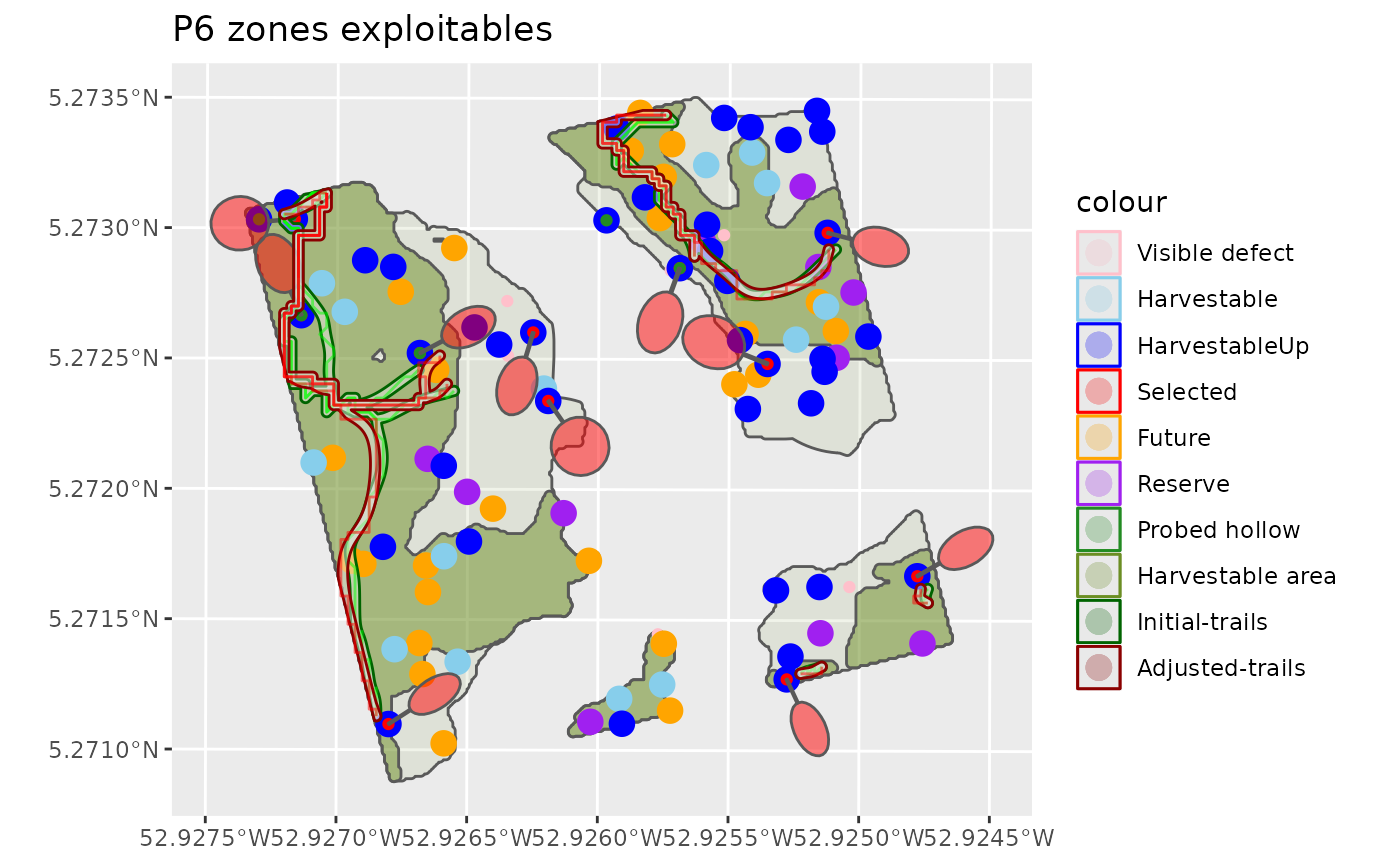 P6 zones exploitables
5.2735°N
5.2730°N
5.2725°N
5.2720°N
5.2715°N
5.2710°N
52.9275°W52.9270°W52.9265°W52.9260°W52.9255°W52.9250°W52.9245°W
colour
Visible defect
Harvestable
HarvestableUp
Selected
Future
Reserve
Probed hollow
Harvestable area
Initial-trails
Adjusted-trails